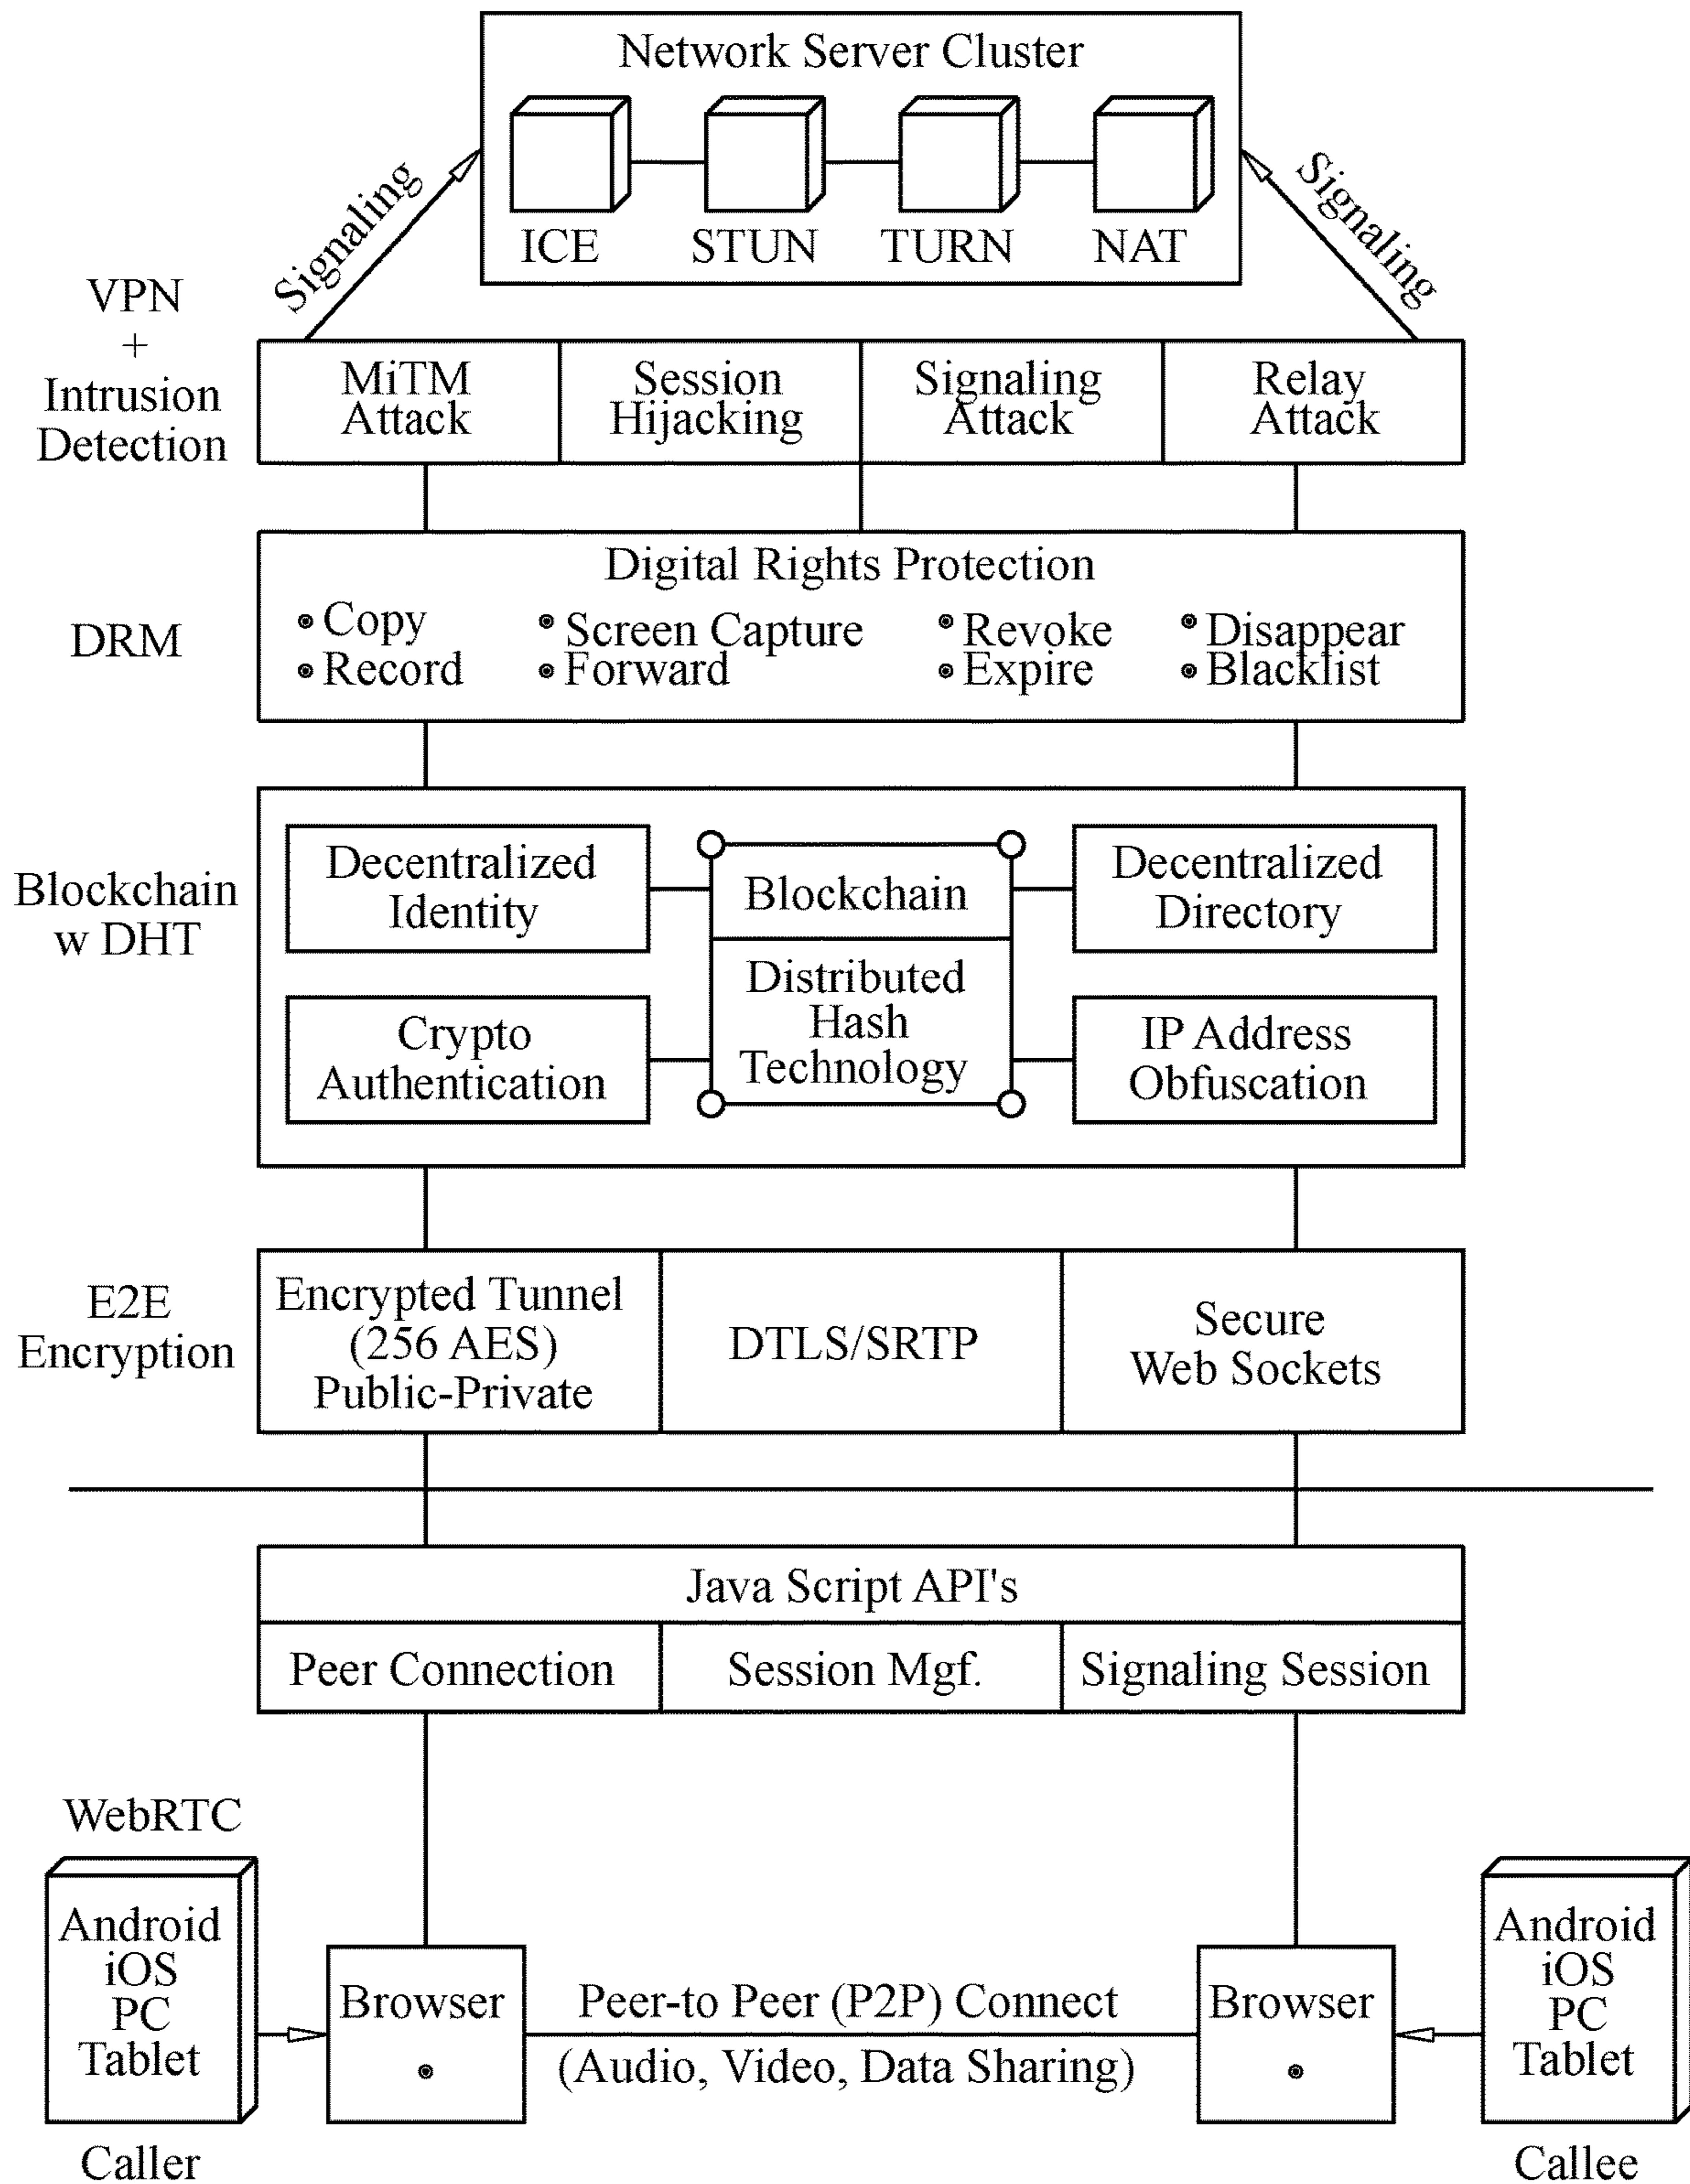 Network Server Cluster
ICE
STUN
TURN
NAT
Signaling
Signaling
VPN
+
Intrusion
Detection
MiTM
Attack
Session
Hijacking
Signaling
Attack
Relay
Attack
DRM
Digital Rights Protection
Copy
Record
Screen Capture
Forward
Revoke
Expire
Disappear
Blacklist
Blockchain
w DHT
Decentralized
Identity
Crypto
Authentication
Blockchain
Distributed
Hash
Technology
Decentralized
Directory
IP Address
Obfuscation
E2E
Encryption
Encrypted Tunnel
(256 AES)
Public-Private
DTLS/SRTP
Secure
Web Sockets
Java Script API's
Peer Connection
Session Mgf.
Signaling Session
WebRTC
Android
iOS
PC
Tablet
Caller
Browser
Peer-to Peer (P2P) Connect
(Audio, Video, Data Sharing)
Browser
Android
iOS
PC
Tablet
Callee